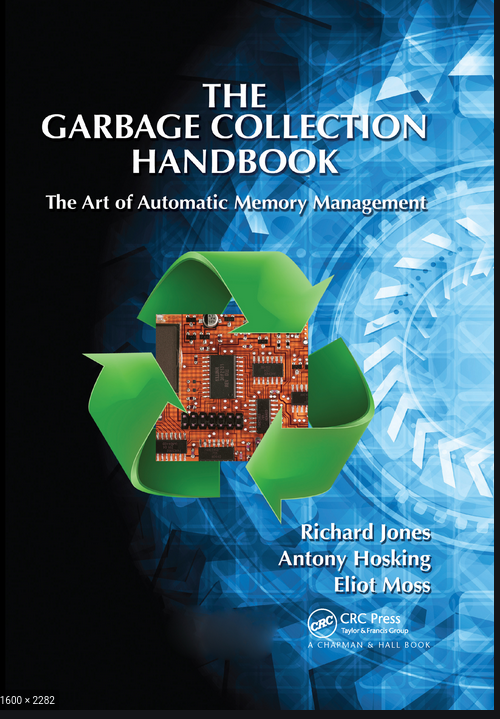 THE
GARBAGE COLLECTION
HANDBOOK
The Art of Automatic Memory Management
Richard Jones
Antony Hosking
Eliot Moss
CRC
CRC Press
Taylor & Francis Group
A CHAPMAN & HALL BOOK
1600 × 2282